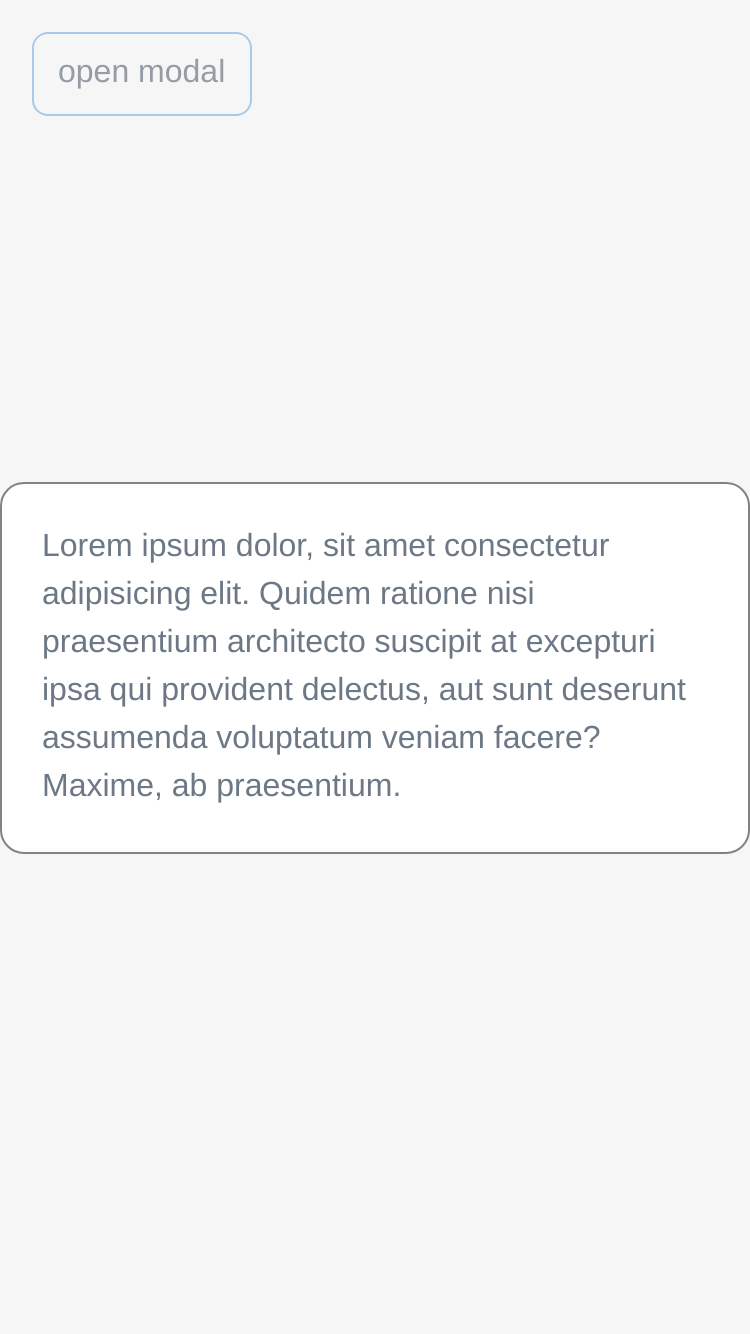 open modal
Lorem ipsum dolor, sit amet consectetur
adipisicing elit. Quidem ratione nisi
praesentium architecto suscipit at excepturi
ipsa qui provident delectus, aut sunt deserunt
assumenda voluptatum veniam facere?
Maxime, ab praesentium.